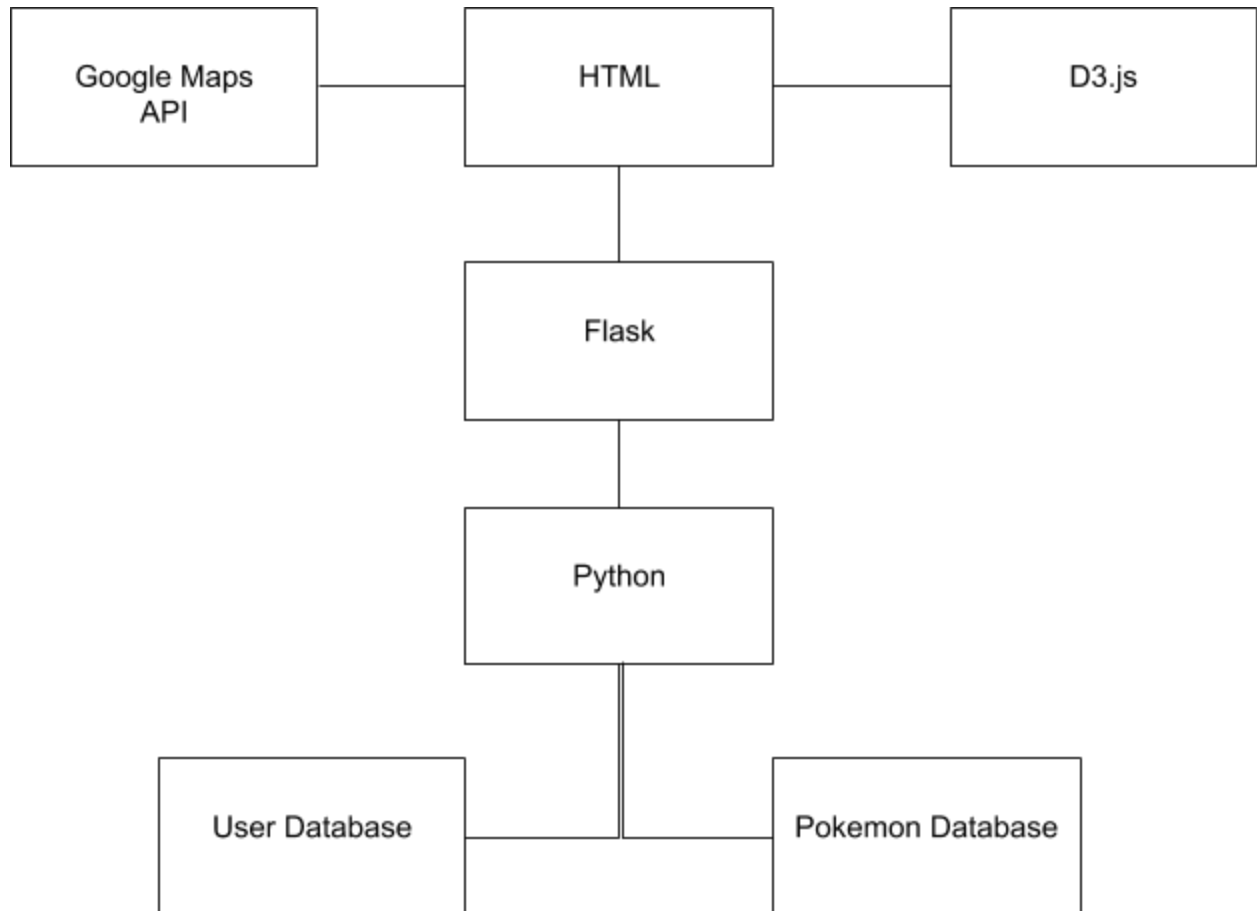 Google Maps
API
HTML
D3.js
Flask
Python
User Database
Pokemon Database